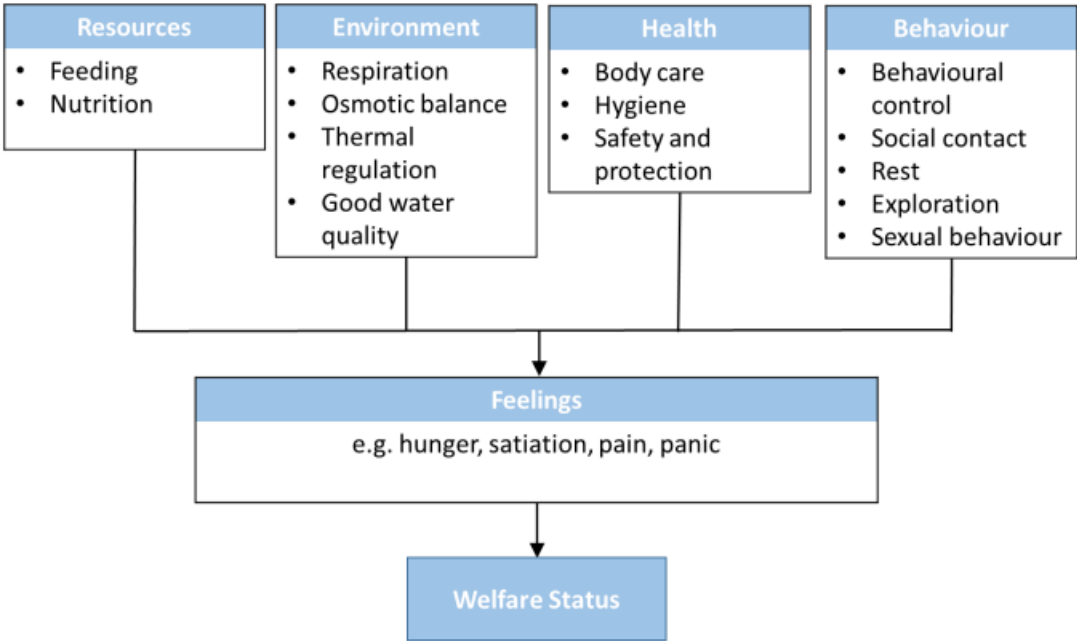 Resources
• Feeding
• Nutrition
Environment
• Respiration
• Osmotic balance
• Thermal
regulation
• Good water
quality
Health
• Body care
• Hygiene
• Safety and
protection
Behaviour
• Behavioural
control
• Social contact
• Rest
• Exploration
• Sexual behaviour
Feelings
e.g. hunger, satiation, pain, panic
Welfare Status